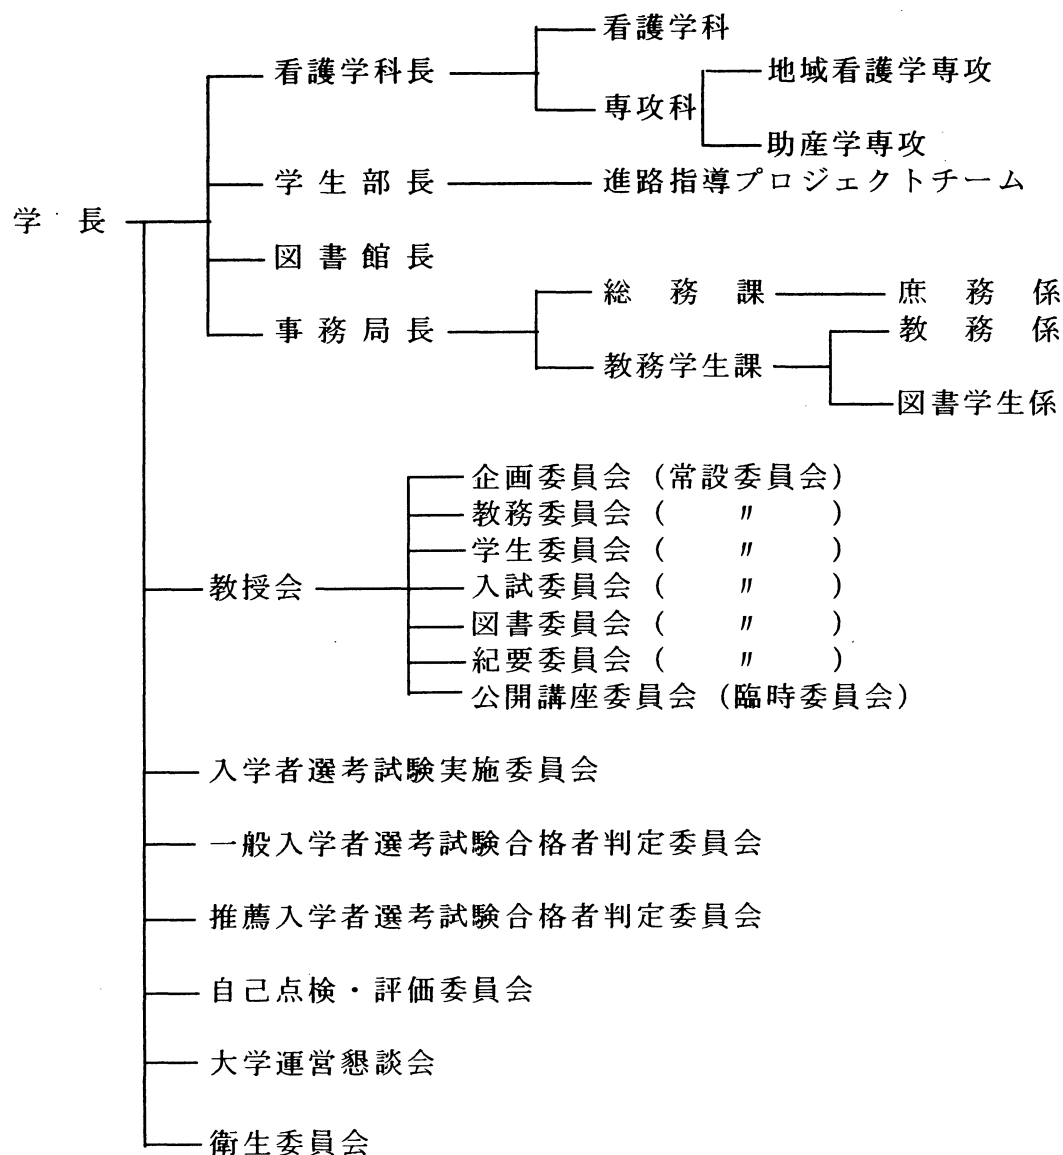 看護学科
看護学科長
地域看護学専攻
専攻科
助産学専攻
学生部長
進路指導プロジェクトチーム
学長
図書館長
総務課
庶務係
事務局長
教務係
教務学生課
図書学生係
企画委員会（常設委員会）
教務委員会（〃）
学生委員会（〃）
教授会
入試委員会（〃）
図書委員会（〃）
紀要委員会（〃）
公開講座委員会（臨時委員会）
入学者選考試験実施委員会
一般入学者選考試験合格者判定委員会
推薦入学者選考試験合格者判定委員会
自己点検・評価委員会
大学運営懇談会
衛生委員会